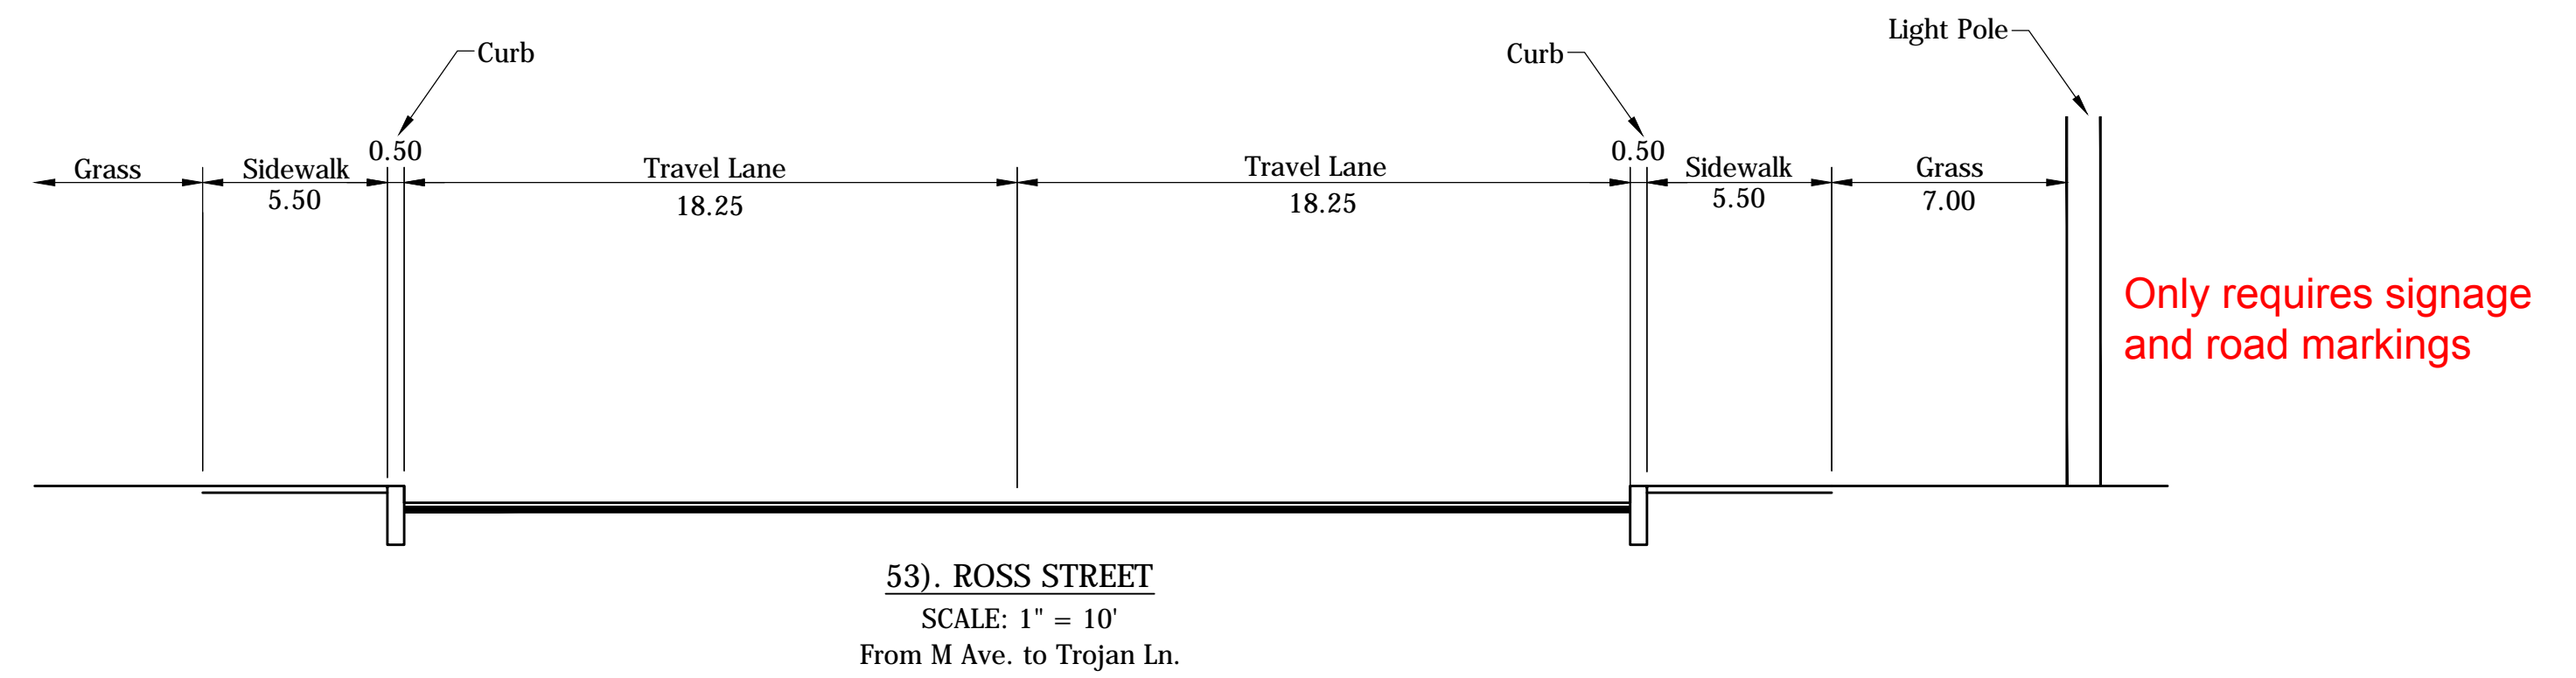 Curb
Curb
Light Pole
0.50
0.50
Grass
Sidewalk
Travel Lane
Travel Lane
Sidewalk
Grass
5.50
18.25
18.25
5.50
7.00
Only requires signage
and road markings
53). ROSS STREET
SCALE: 1" = 10'
From M Ave. to Trojan Ln.